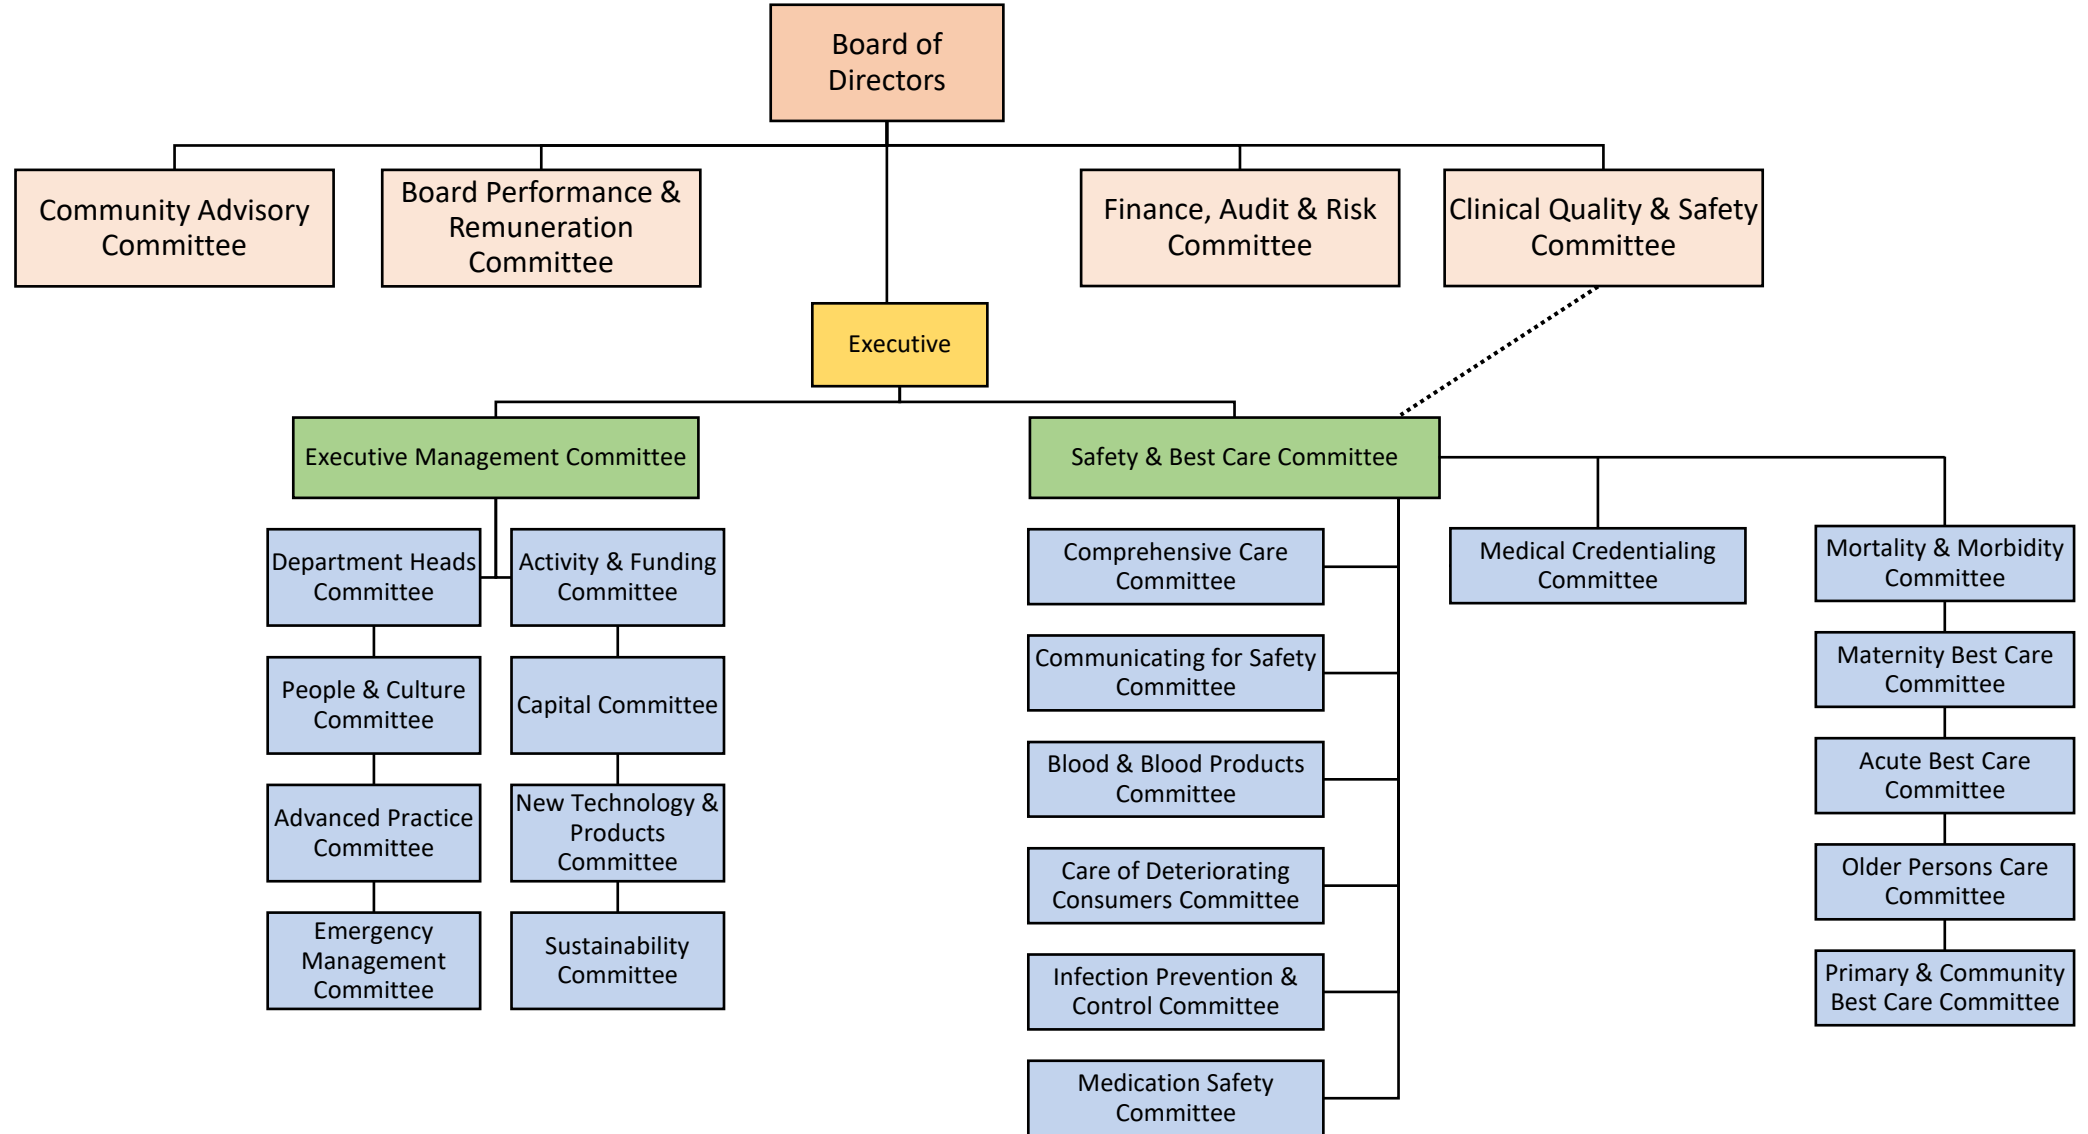 Board of
Directors
Community Advisory
Committee
Board Performance &
Remuneration
Committee
Finance, Audit & Risk
Committee
Clinical Quality & Safety
Committee
Executive
Executive Management Committee
Safety & Best Care Committee
Department Heads
Committee
Activity & Funding
Committee
People & Culture
Committee
Capital Committee
Advanced Practice
Committee
New Technology &
Products
Committee
Emergency
Management
Committee
Sustainability
Committee
Comprehensive Care
Committee
Communicating for Safety
Committee
Blood & Blood Products
Committee
Care of Deteriorating
Consumers Committee
Infection Prevention &
Control Committee
Medication Safety
Committee
Medical Credentialing
Committee
Mortality & Morbidity
Committee
Maternity Best Care
Committee
Acute Best Care
Committee
Older Persons Care
Committee
Primary & Community
Best Care Committee